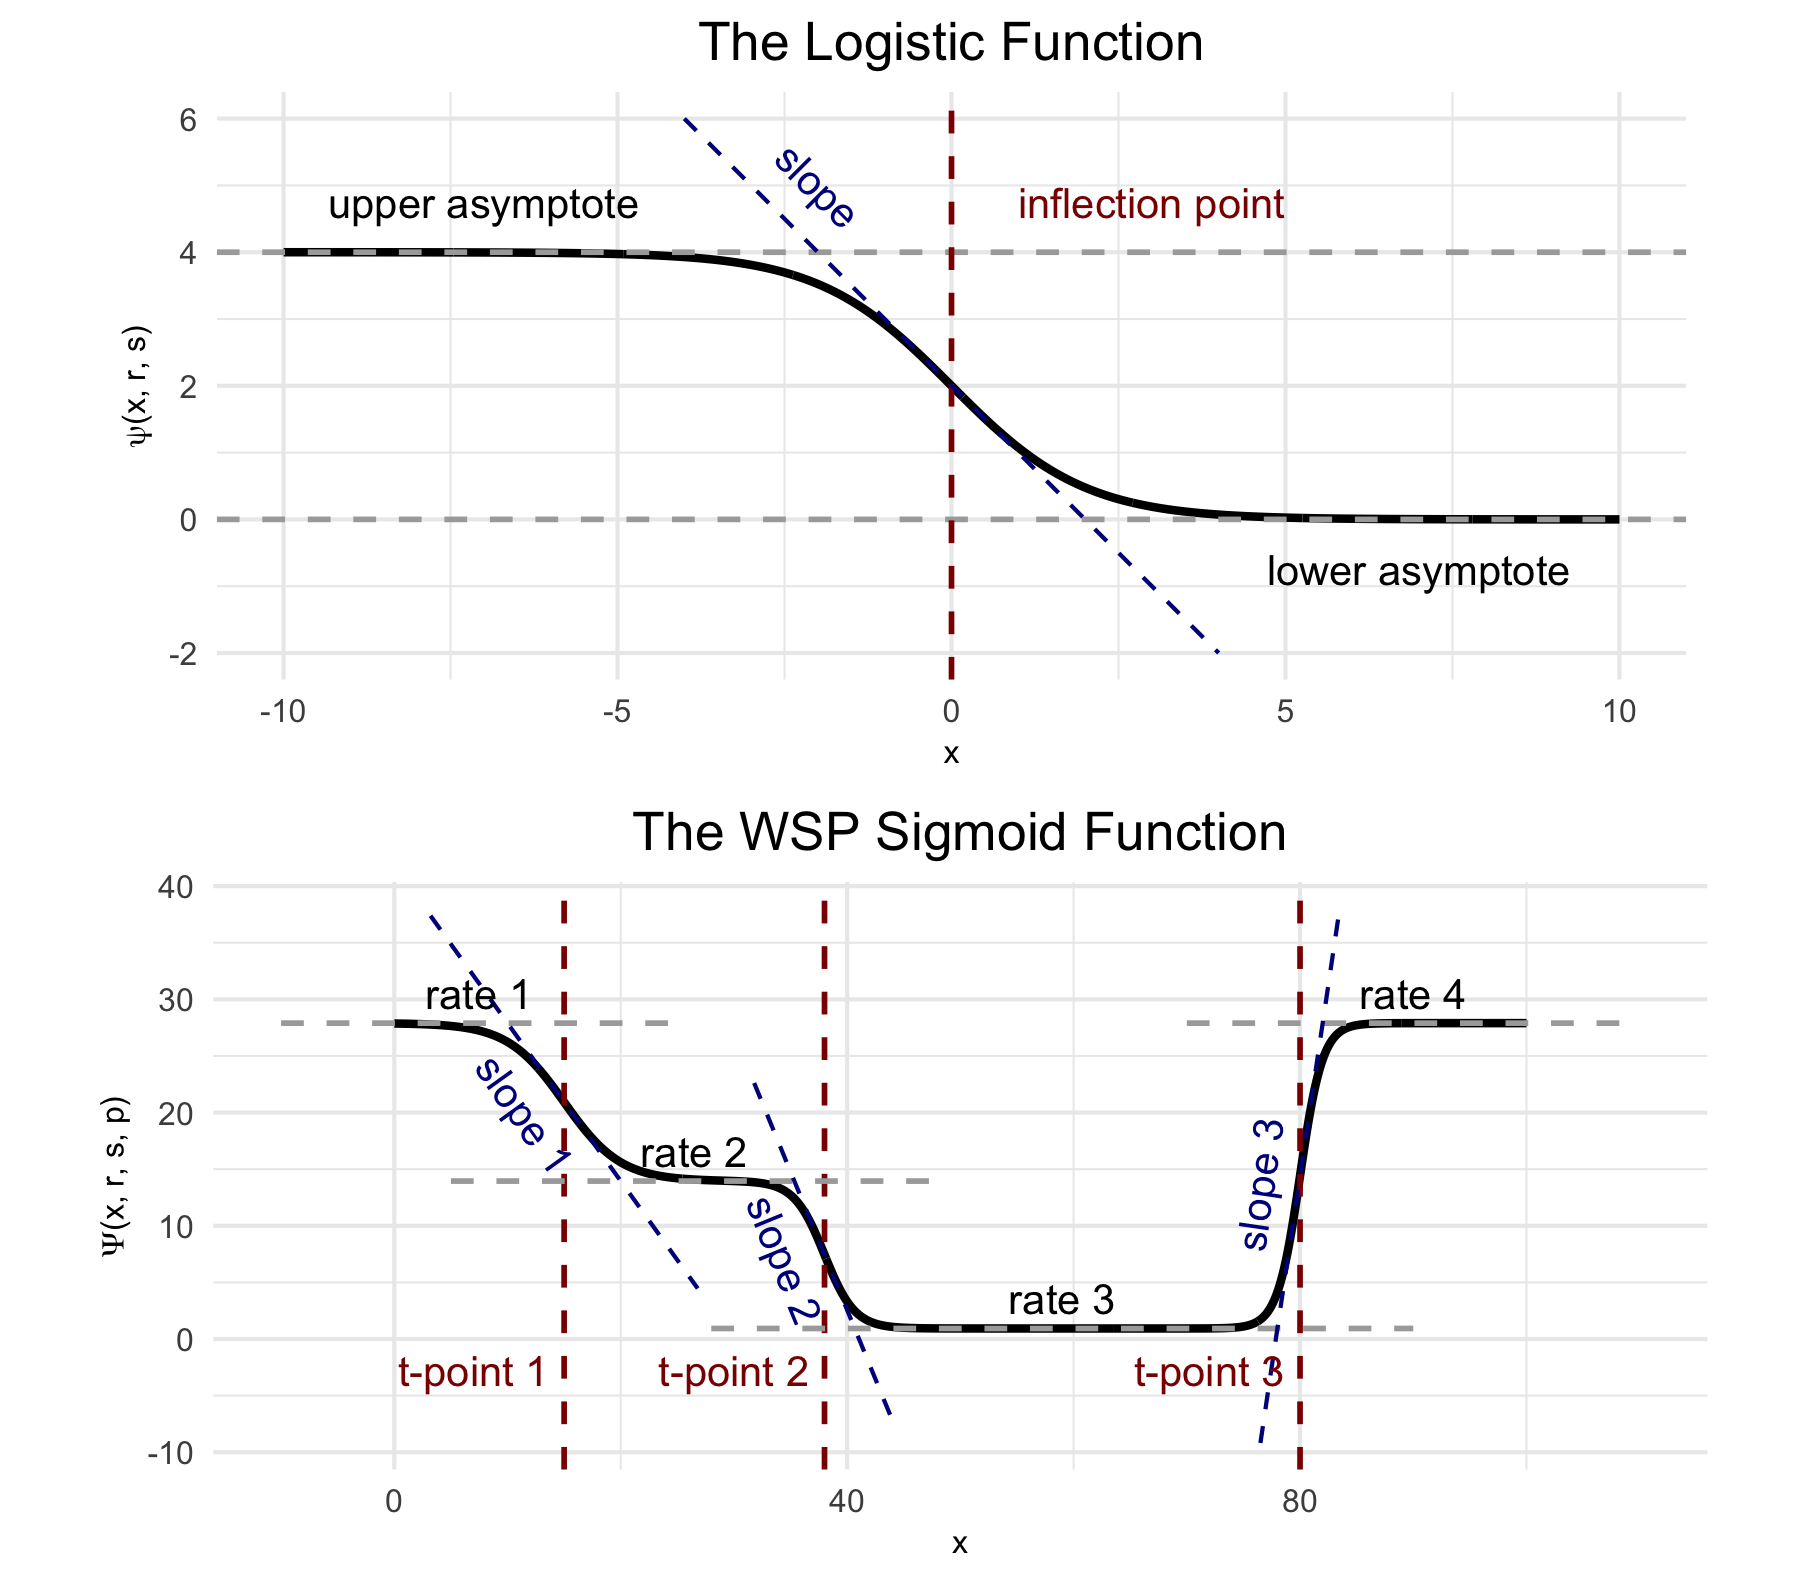 The Logistic Function
6
slope
upper asymptote
inflection point
4
ψ(x, r, s)
2
0
lower asymptote
-2
-10
-5
0
5
10
x
The WSP Sigmoid Function
40
rate 1
rate 4
30
slope 1
Ψ(x, r, s, p)
20
rate 2
slope 3
10
slope 2
rate 3
0
t-point 1
t-point 2
t-point 3
-10
0
40
80
x